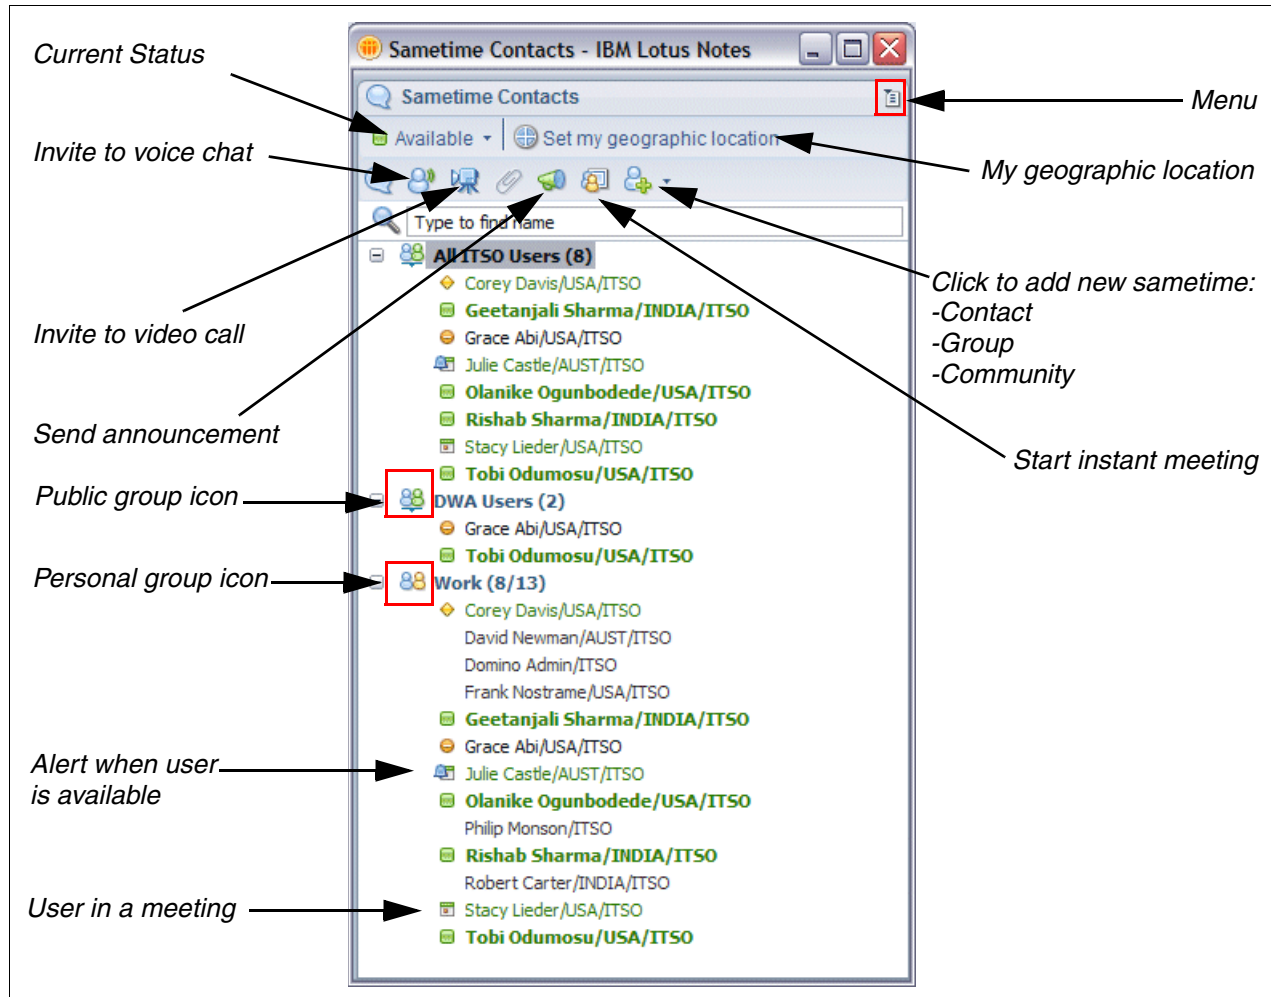 Sametime Contacts - IBM Lotus Notes
Current Status
Sametime Contacts
Menu
Available
Set my geographic location
Invite to voice chat
My geographic location
Type to find name
All ITSO Users (8)
Corey Davis/USA/ITSO
Geetanjali Sharma/INDIA/ITSO
Grace Abi/USA/ITSO
Julie Castle/AUST/ITSO
Olanike Ogunbodede/USA/ITSO
Rishab Sharma/INDIA/ITSO
Stacy Lieder/USA/ITSO
Tobi Odumosu/USA/ITSO
Click to add new sametime:
-Contact
-Group
-Community
Invite to video call
Send announcement
Start instant meeting
Public group icon
DWA Users (2)
Grace Abi/USA/ITSO
Tobi Odumosu/USA/ITSO
Personal group icon
Work (8/13)
Corey Davis/USA/ITSO
David Newman/AUST/ITSO
Domino Admin/ITSO
Frank Nostrame/USA/ITSO
Geetanjali Sharma/INDIA/ITSO
Grace Abi/USA/ITSO
Alert when user
is available
Julie Castle/AUST/ITSO
Olanike Ogunbodede/USA/ITSO
Philip Monson/ITSO
Rishab Sharma/INDIA/ITSO
Robert Carter/INDIA/ITSO
User in a meeting
Stacy Lieder/USA/ITSO
Tobi Odumosu/USA/ITSO